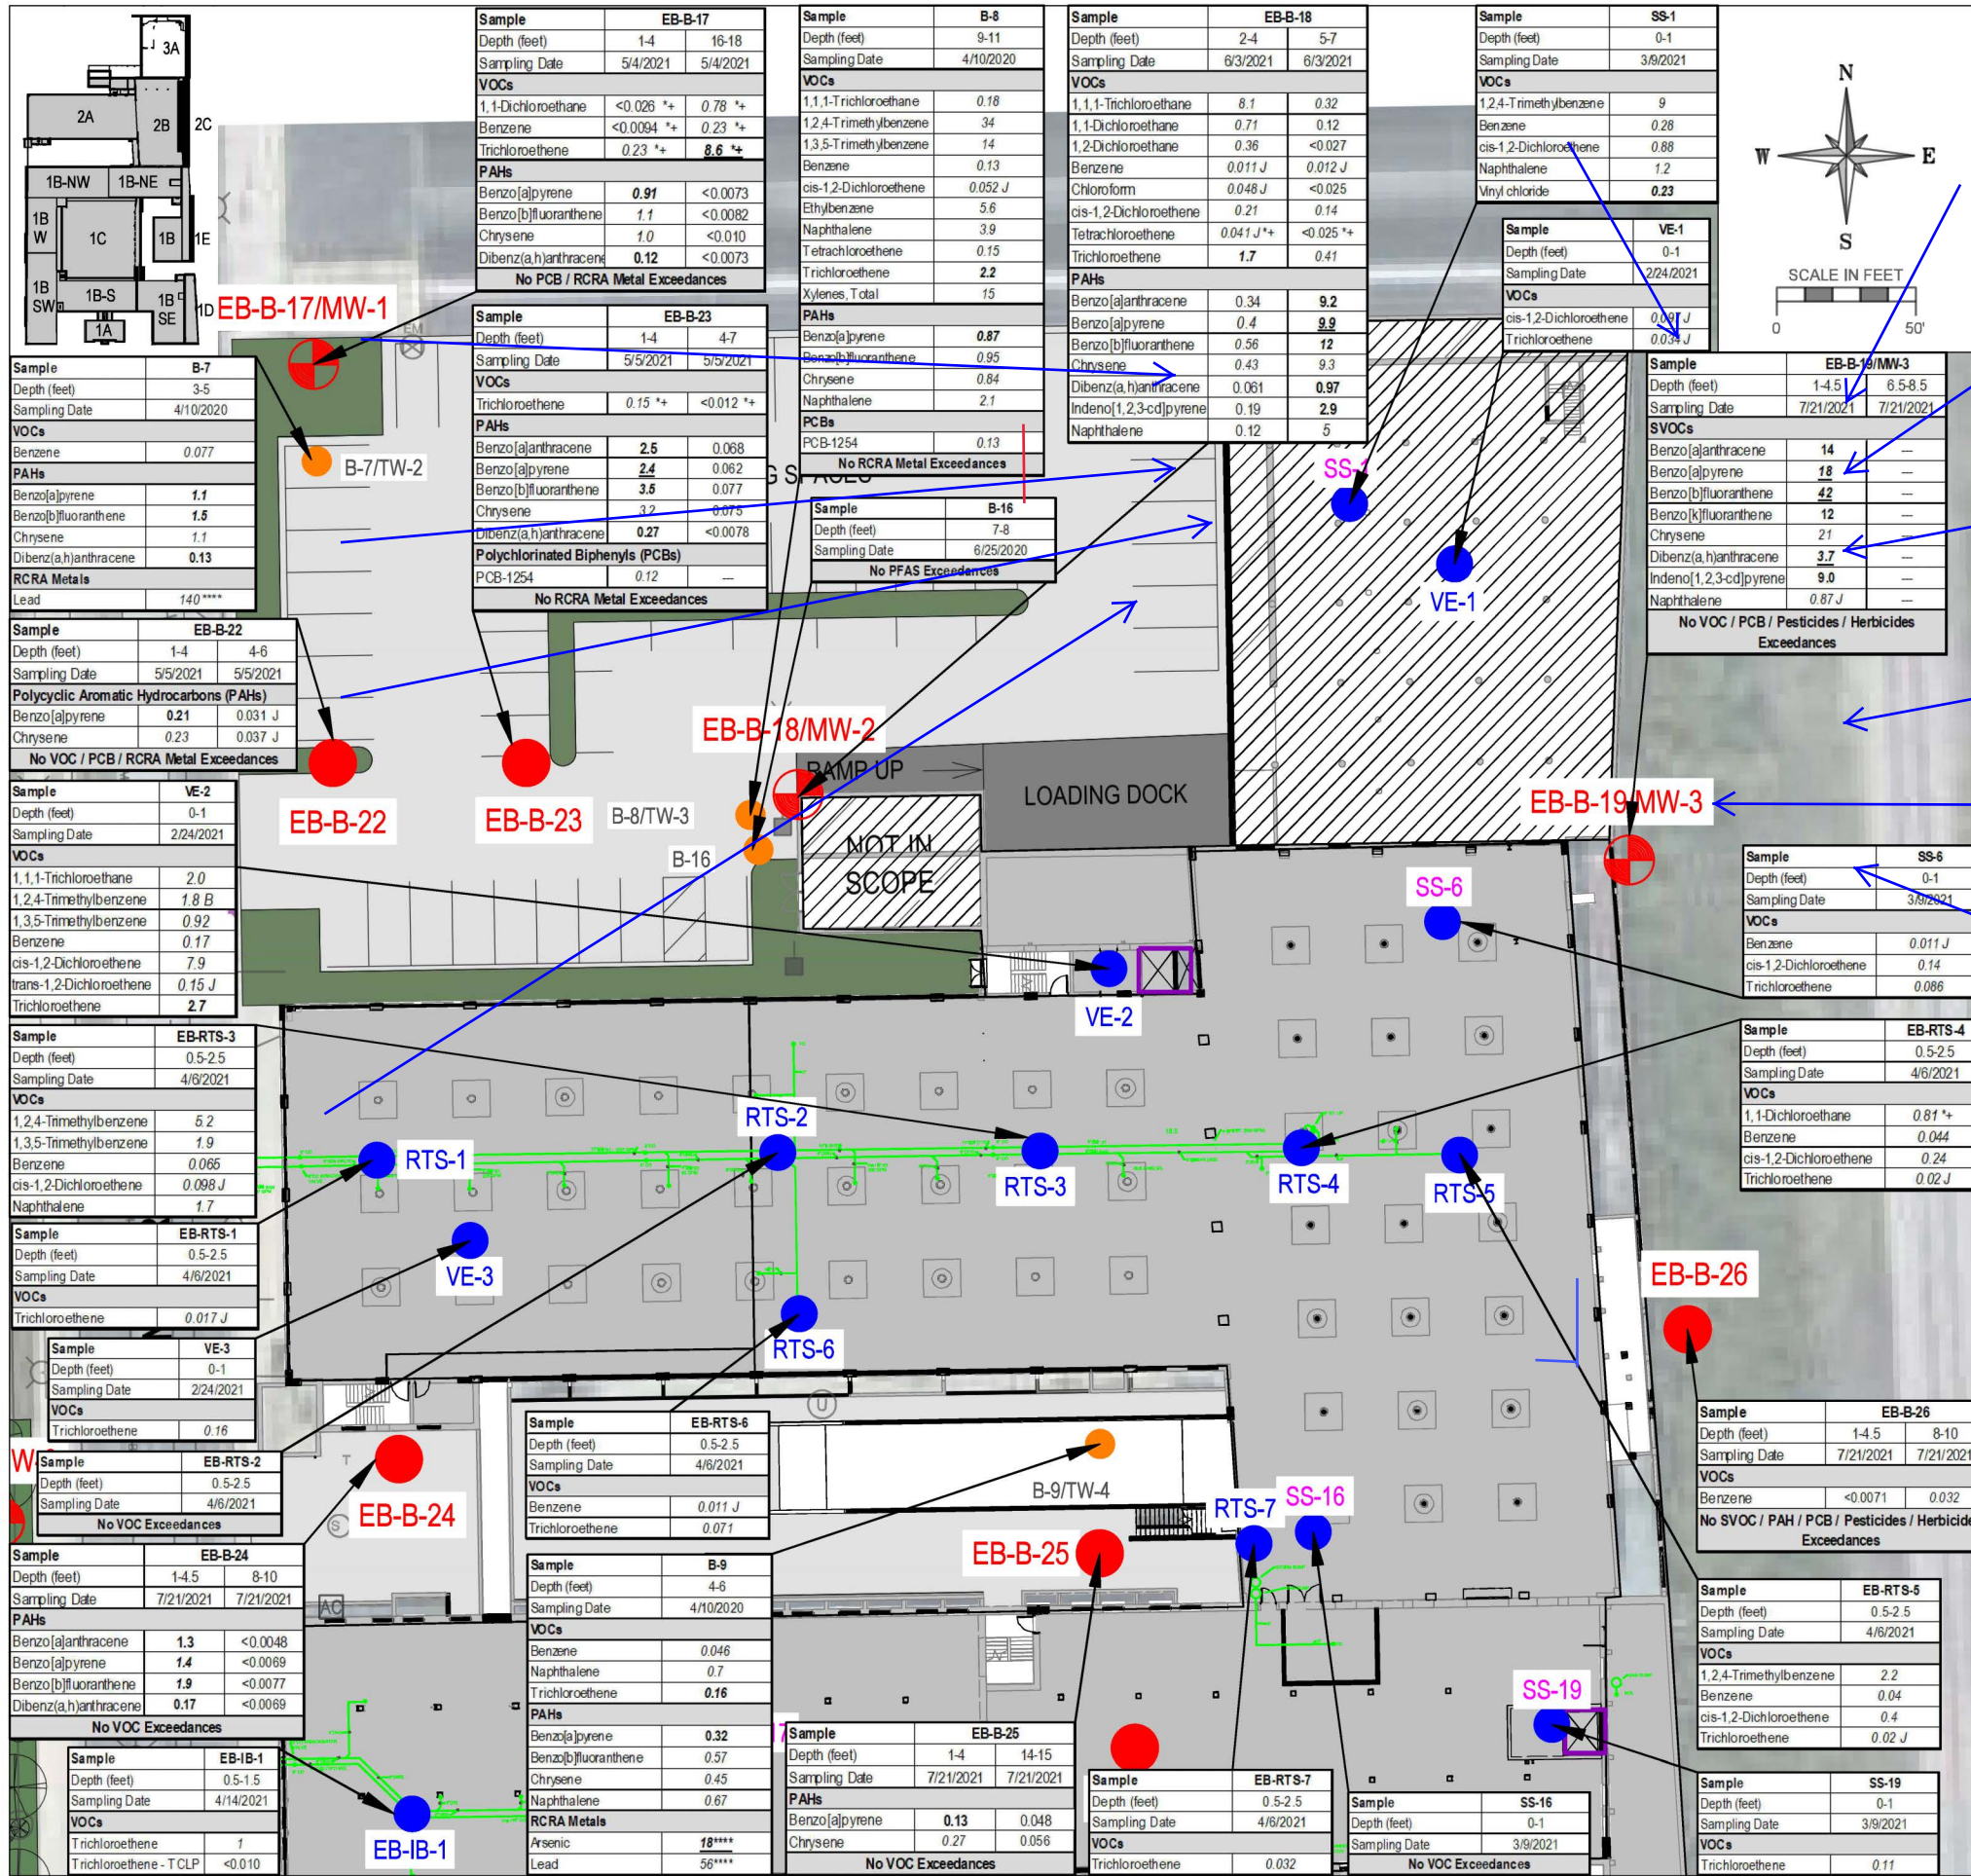 3A
2A
2B
2C
1B-NW
1B-NE
1B
W
1C
1B
1E
1B
SW
1B-S
1B
SE
1D
1A
Sample EB-B-17
Depth (feet) 1-4 16-18
Sampling Date 5/4/2021 5/4/2021
VOCs
1,1-Dichloroethane <0.026 *+ 0.78 *+
Benzene <0.0094 *+ 0.23 *+
Trichloroethene 0.23 *+ 8.6 *+
PAHs
Benzo[a]pyrene 0.91 <0.0073
Benzo[b]fluoranthene 1.1 <0.0082
Chrysene 1.0 <0.010
Dibenz(a,h)anthracene 0.12 <0.0073
No PCB / RCRA Metal Exceedances
Sample B-8
Depth (feet) 9-11
Sampling Date 4/10/2020
VOCs
1,1,1-Trichloroethane 0.18
1,2,4-Trimethylbenzene 34
1,3,5-Trimethylbenzene 14
Benzene 0.13
cis-1,2-Dichloroethene 0.052 J
Ethylbenzene 5.6
Naphthalene 3.9
Tetrachloroethene 0.15
Trichloroethene 2.2
Xylenes, Total 15
PAHs
Benzo[a]pyrene 0.87
Benzo[b]fluoranthene 0.95
Chrysene 0.84
Naphthalene 2.1
PCBs
PCB-1254 0.13
No RCRA Metal Exceedances
Sample EB-B-18
Depth (feet) 2-4 5-7
Sampling Date 6/3/2021 6/3/2021
VOCs
1,1,1-Trichloroethane 8.1 0.32
1,1-Dichloroethane 0.71 0.12
1,2-Dichloroethane 0.36 <0.027
Benzene 0.011 J 0.012 J
Chloroform 0.048 J <0.025
cis-1,2-Dichloroethene 0.21 0.14
Tetrachloroethene 0.041 J *+ <0.025 *+
Trichloroethene 1.7 0.41
PAHs
Benzo[a]anthracene 0.34 9.2
Benzo[a]pyrene 0.4 9.9
Benzo[b]fluoranthene 0.56 12
Chrysene 0.43 9.3
Dibenz(a,h)anthracene 0.061 0.97
Indeno[1,2,3-cd]pyrene 0.19 2.9
Naphthalene 0.12 5
Sample SS-1
Depth (feet) 0-1
Sampling Date 3/9/2021
VOCs
1,2,4-Trimethylbenzene 9
Benzene 0.28
cis-1,2-Dichloroethene 0.88
Naphthalene 1.2
Vinyl chloride 0.23
N
W E
S
SCALE IN FEET
0 50'
Sample VE-1
Depth (feet) 0-1
Sampling Date 2/24/2021
VOCs
cis-1,2-Dichloroethene 0.097 J
Trichloroethene 0.034 J
EB-B-17/MW-1
EM
Sample EB-B-23
Depth (feet) 1-4 4-7
Sampling Date 5/5/2021 5/5/2021
VOCs
Trichloroethene 0.15 *+ <0.012 *+
PAHs
Benzo[a]anthracene 2.5 0.068
Benzo[a]pyrene 2.4 0.062
Benzo[b]fluoranthene 3.5 0.077
Chrysene 3.2 0.075
Dibenz(a,h)anthracene 0.27 <0.0078
Polychlorinated Biphenyls (PCBs)
PCB-1254 0.12 ---
No RCRA Metal Exceedances
Sample B-7
Depth (feet) 3-5
Sampling Date 4/10/2020
VOCs
Benzene 0.077
PAHs
Benzo[a]pyrene 1.1
Benzo[b]fluoranthene 1.5
Chrysene 1.1
Dibenz(a,h)anthracene 0.13
RCRA Metals
Lead 140****
B-7/TW-2
Sample EB-B-19/MW-3
Depth (feet) 1-4.5 6.5-8.5
Sampling Date 7/21/2021 7/21/2021
SVOCs
Benzo[a]anthracene 14 ---
Benzo[a]pyrene 18 ---
Benzo[b]fluoranthene 42 ---
Benzo[k]fluoranthene 12 ---
Chrysene 21 ---
Dibenz(a,h)anthracene 3.7 ---
Indeno[1,2,3-cd]pyrene 9.0 ---
Naphthalene 0.87 J ---
No VOC / PCB / Pesticides / Herbicides
Exceedances
Sample B-16
Depth (feet) 7-8
Sampling Date 6/25/2020
No PFAS Exceedances
SS-1
VE-1
Sample EB-B-22
Depth (feet) 1-4 4-6
Sampling Date 5/5/2021 5/5/2021
Polycyclic Aromatic Hydrocarbons (PAHs)
Benzo[a]pyrene 0.21 0.031 J
Chrysene 0.23 0.037 J
No VOC / PCB / RCRA Metal Exceedances
EB-B-18/MW-2
RAMP UP
LOADING DOCK
EB-B-19/MW-3
EB-B-22
EB-B-23
B-8/TW-3
B-16
NOT IN
SCOPE
Sample VE-2
Depth (feet) 0-1
Sampling Date 2/24/2021
VOCs
1,1,1-Trichloroethane 2.0
1,2,4-Trimethylbenzene 1.8 B
1,3,5-Trimethylbenzene 0.92
Benzene 0.17
cis-1,2-Dichloroethene 7.9
trans-1,2-Dichloroethene 0.15 J
Trichloroethene 2.7
SS-6
Sample SS-6
Depth (feet) 0-1
Sampling Date 3/9/2021
VOCs
Benzene 0.011 J
cis-1,2-Dichloroethene 0.14
Trichloroethene 0.086
VE-2
Sample EB-RTS-3
Depth (feet) 0.5-2.5
Sampling Date 4/6/2021
VOCs
1,2,4-Trimethylbenzene 5.2
1,3,5-Trimethylbenzene 1.9
Benzene 0.065
cis-1,2-Dichloroethene 0.098 J
Naphthalene 1.7
Sample EB-RTS-4
Depth (feet) 0.5-2.5
Sampling Date 4/6/2021
VOCs
1,1-Dichloroethane 0.81 *+
Benzene 0.044
cis-1,2-Dichloroethene 0.24
Trichloroethene 0.02 J
RTS-2
RTS-1
RTS-3
RTS-4
RTS-5
Sample EB-RTS-1
Depth (feet) 0.5-2.5
Sampling Date 4/6/2021
VOCs
Trichloroethene 0.017 J
VE-3
EB-B-26
RTS-6
Sample VE-3
Depth (feet) 0-1
Sampling Date 2/24/2021
VOCs
Trichloroethene 0.16
U
Sample EB-RTS-2
Depth (feet) 0.5-2.5
Sampling Date 4/6/2021
No VOC Exceedances
T
S
EB-B-24
Sample EB-RTS-6
Depth (feet) 0.5-2.5
Sampling Date 4/6/2021
VOCs
Benzene 0.011 J
Trichloroethene 0.071
B-9/TW-4
EB-B-25
RTS-7
SS-16
Sample EB-B-26
Depth (feet) 1-4.5 8-10
Sampling Date 7/21/2021 7/21/2021
VOCs
Benzene <0.0071 0.032
No SVOC / PAH / PCB / Pesticides / Herbicide
Exceedances
Sample EB-B-24
Depth (feet) 1-4.5 8-10
Sampling Date 7/21/2021 7/21/2021
PAHs
Benzo[a]anthracene 1.3 <0.0048
Benzo[a]pyrene 1.4 <0.0069
Benzo[b]fluoranthene 1.9 <0.0077
Dibenz(a,h)anthracene 0.17 <0.0069
No VOC Exceedances
AC
Sample B-9
Depth (feet) 4-6
Sampling Date 4/10/2020
VOCs
Benzene 0.046
Naphthalene 0.7
Trichloroethene 0.16
PAHs
Benzo[a]pyrene 0.32
Benzo[b]fluoranthene 0.57
Chrysene 0.45
Naphthalene 0.67
RCRA Metals
Arsenic 18****
Lead 56****
Sample EB-RTS-5
Depth (feet) 0.5-2.5
Sampling Date 4/6/2021
VOCs
1,2,4-Trimethylbenzene 2.2
Benzene 0.04
cis-1,2-Dichloroethene 0.4
Trichloroethene 0.02 J
SS-19
Sample EB-IB-1
Depth (feet) 0.5-1.5
Sampling Date 4/14/2021
VOCs
Trichloroethene 1
Trichloroethene - TCLP <0.010
EB-IB-1
Sample EB-B-25
Depth (feet) 1-4 14-15
Sampling Date 7/21/2021 7/21/2021
PAHs
Benzo[a]pyrene 0.13 0.048
Chrysene 0.27 0.056
No VOC Exceedances
Sample EB-RTS-7
Depth (feet) 0.5-2.5
Sampling Date 4/6/2021
VOCs
Trichloroethene 0.032
Sample SS-16
Depth (feet) 0-1
Sampling Date 3/9/2021
No VOC Exceedances
Sample SS-19
Depth (feet) 0-1
Sampling Date 3/9/2021
VOCs
Trichloroethene 0.11